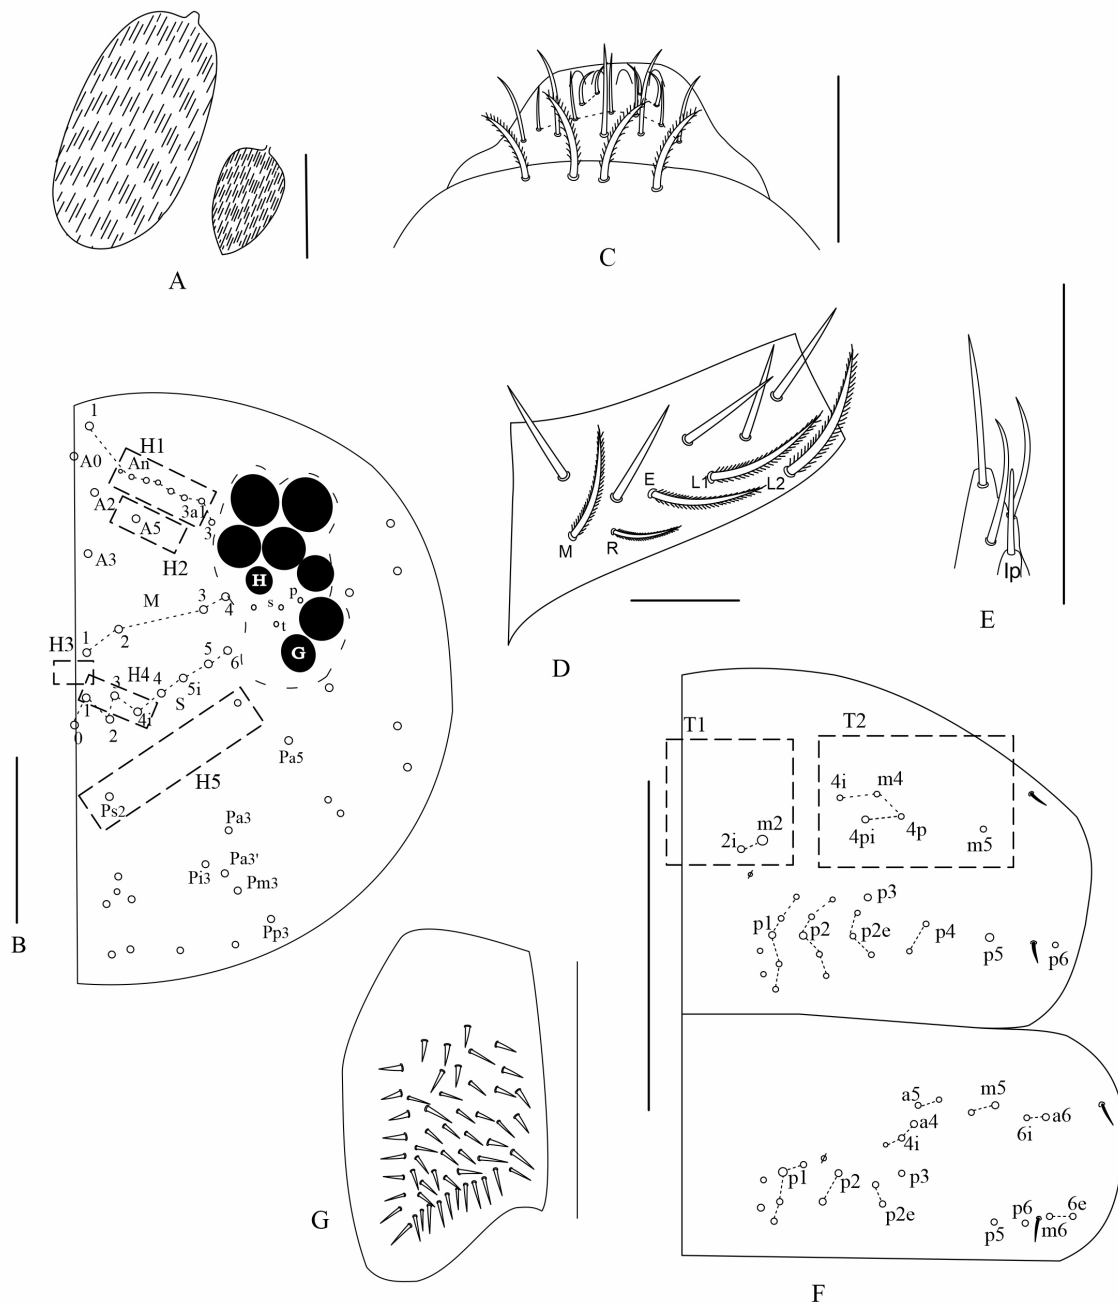 A
C
1
A0
H1
An
A2
3a1
A5
3
A3
H2
H
M
3
4
s
p
t
1
2
H3
G
5
6
H4
4
3
5i
1
S
4i
0
2
H5
Pa5
Ps2
Pa3
Pa3'
Pi3
Pm3
Pp3
B
E
L1
L2
M
R
D
lp
E
T1
T2
4i
m4
m2
4pi
4p
2i
m5
p3
p1
p2
p2e
p4
p5
p6
a5
m5
a4
a6
4i
6i
p1
p2
p3
p2e
p6
6e
p5
m6
F
G